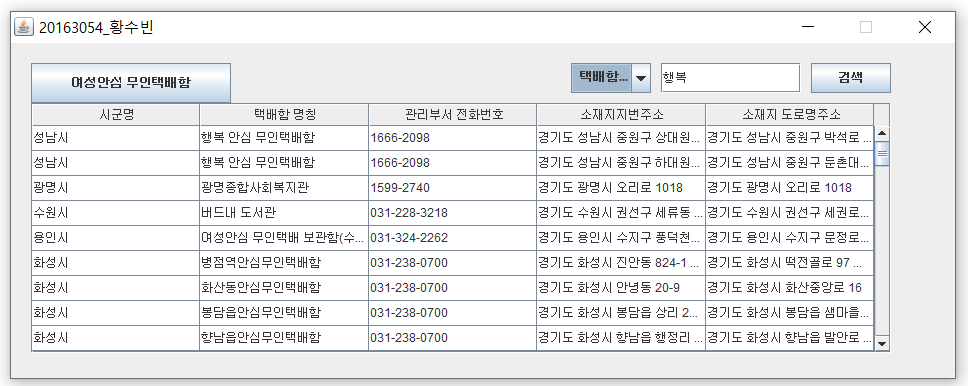 20163054_황수빈
여성안심 무인택배함 택배함... 행복 검색
시군명 택배함 명칭 관리부서 전화번호 소재지지번주소 소재지 도로명주소
성남시 행복 안심 무인택배함 1666-2098 경기도 성남시 중원구 상대원... 경기도 성남시 중원구 박석로 ...
성남시 행복 안심 무인택배함 1666-2098 경기도 성남시 중원구 하대원... 경기도 성남시 중원구 둔촌대...
광명시 광명종합사회복지관 1599-2740 경기도 광명시 오리로 1018 경기도 광명시 오리로 1018
수원시 버드내 도서관 031-228-3218 경기도 수원시 권선구 세류동 ... 경기도 수원시 권선구 세권로...
용인시 여성안심 무인택배 보관함(수... 031-324-2262 경기도 용인시 수지구 풍덕천... 경기도 용인시 수지구 문정로...
화성시 병점역안심무인택배함 031-238-0700 경기도 화성시 진안동 824-1 ... 경기도 화성시 떡전골로 97 ...
화성시 화산동안심무인택배함 031-238-0700 경기도 화성시 안녕동 20-9 경기도 화성시 화산중앙로 16
화성시 봉담읍안심무인택배함 031-238-0700 경기도 화성시 봉담읍 상리 2... 경기도 화성시 봉담읍 샘마을...
화성시 향남읍안심무인택배함 031-238-0700 경기도 화성시 향남읍 행정리 ... 경기도 화성시 향남읍 발안로 ...